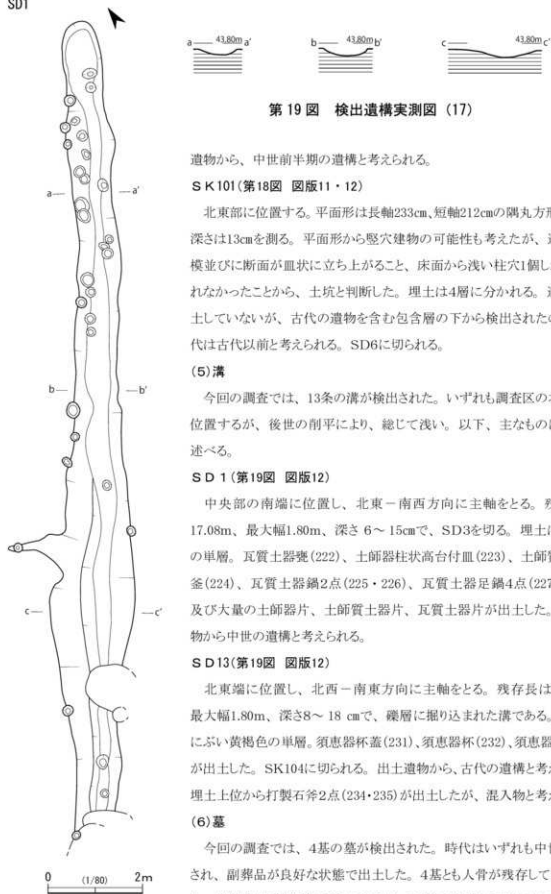 SD1
a 43.80m a'
b 43.80m b'
c 43.80m c'
第19図 検出遺構実測図（17）
a a'
b b'
c c'
0 (1/80) 2m
遺物から、中世前半期の遺構と考えられる。
ＳＫ101(第18図 図版11・12)
北東部に位置する。平面形は長軸233cm、短軸212cmの隅丸方形
深さは13cmを測る。平面形から竪穴建物の可能性も考えたが、
模並びに断面が皿状に立ち上がること、床面から浅い柱穴1個し
れなかったことから、土坑と判断した。埋土は4層に分かれる。
土していないが、古代の遺物を含む包含層の下から検出された
代は古代以前と考えられる。SD6に切られる。
(5)溝
今回の調査では、13条の溝が検出された。いずれも調査区の
位置するが、後世の削平により、総じて浅い。以下、主なもの
述べる。
ＳＤ１(第19図 図版12)
中央部の南端に位置し、北東－南西方向に主軸をとる。
17.08m、最大幅1.80m、深さ 6～ 15cmで、SD3を切る。埋土
の単層。瓦質土器甕(222)、土師器柱状高台付皿(223)、土師
釜(224)、瓦質土器鍋2点(225・226)、瓦質土器足鍋4点(227
及び大量の土師器片、土師質土器片、瓦質土器片が出土した。
物から中世の遺構と考えられる。
ＳＤ13(第19図 図版12)
北東端に位置し、北西－南東方向に主軸をとる。残存長は
最大幅1.80m、深さ8～ 18 cmで、礫層に掘り込まれた溝である。
にぶい黄褐色の単層。須恵器杯蓋(231)、須恵器杯(232)、須恵器
が出土した。SK104に切られる。出土遺物から、古代の遺構と考
埋土上位から打製石斧2点(234・235)が出土したが、混入物と考
(6)墓
今回の調査では、4基の墓が検出された。時代はいずれも中
され、副葬品が良好な状態で出土した。4基とも人骨が残存して